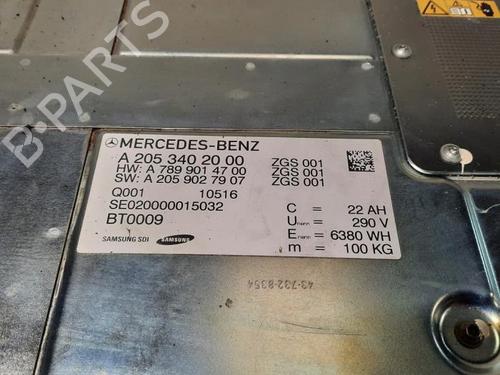 B-PARTS
MERCEDES-BENZ
A 205 340 20 00 ZGS 001
HW: A 789 901 47 00 ZGS 001
SW: A 205 902 79 07 ZGS 001
Q001 10516
SE020000015032
BT0009
C = 22 AH
U nom = 290 V
E nenn = 6380 WH
m = 100 KG
SAMSUNG SDI SAMSUNG
43-732-8354